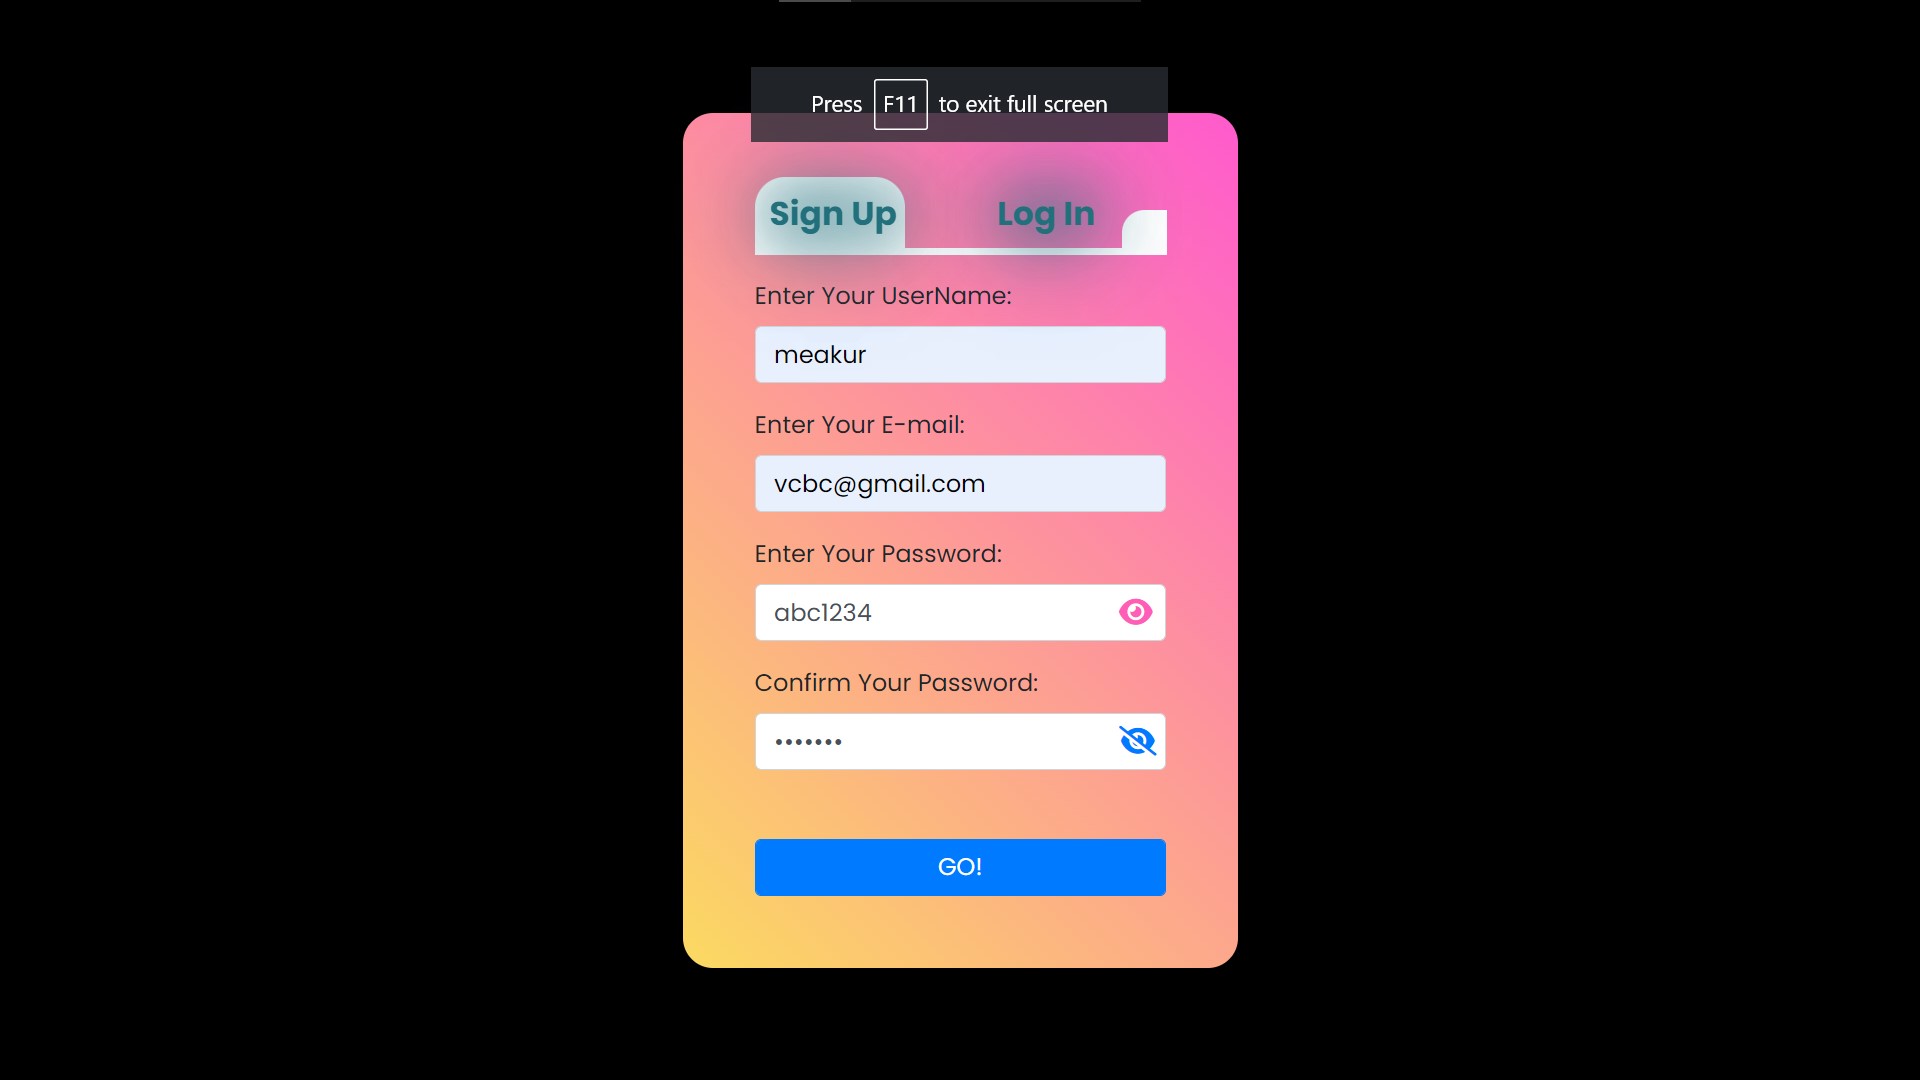 Press F11 to exit full screen
Sign Up Log In
Enter Your UserName:
meakur
Enter Your E-mail:
vcbc@gmail.com
Enter Your Password:
abc1234
Confirm Your Password:
•••••••
GO!